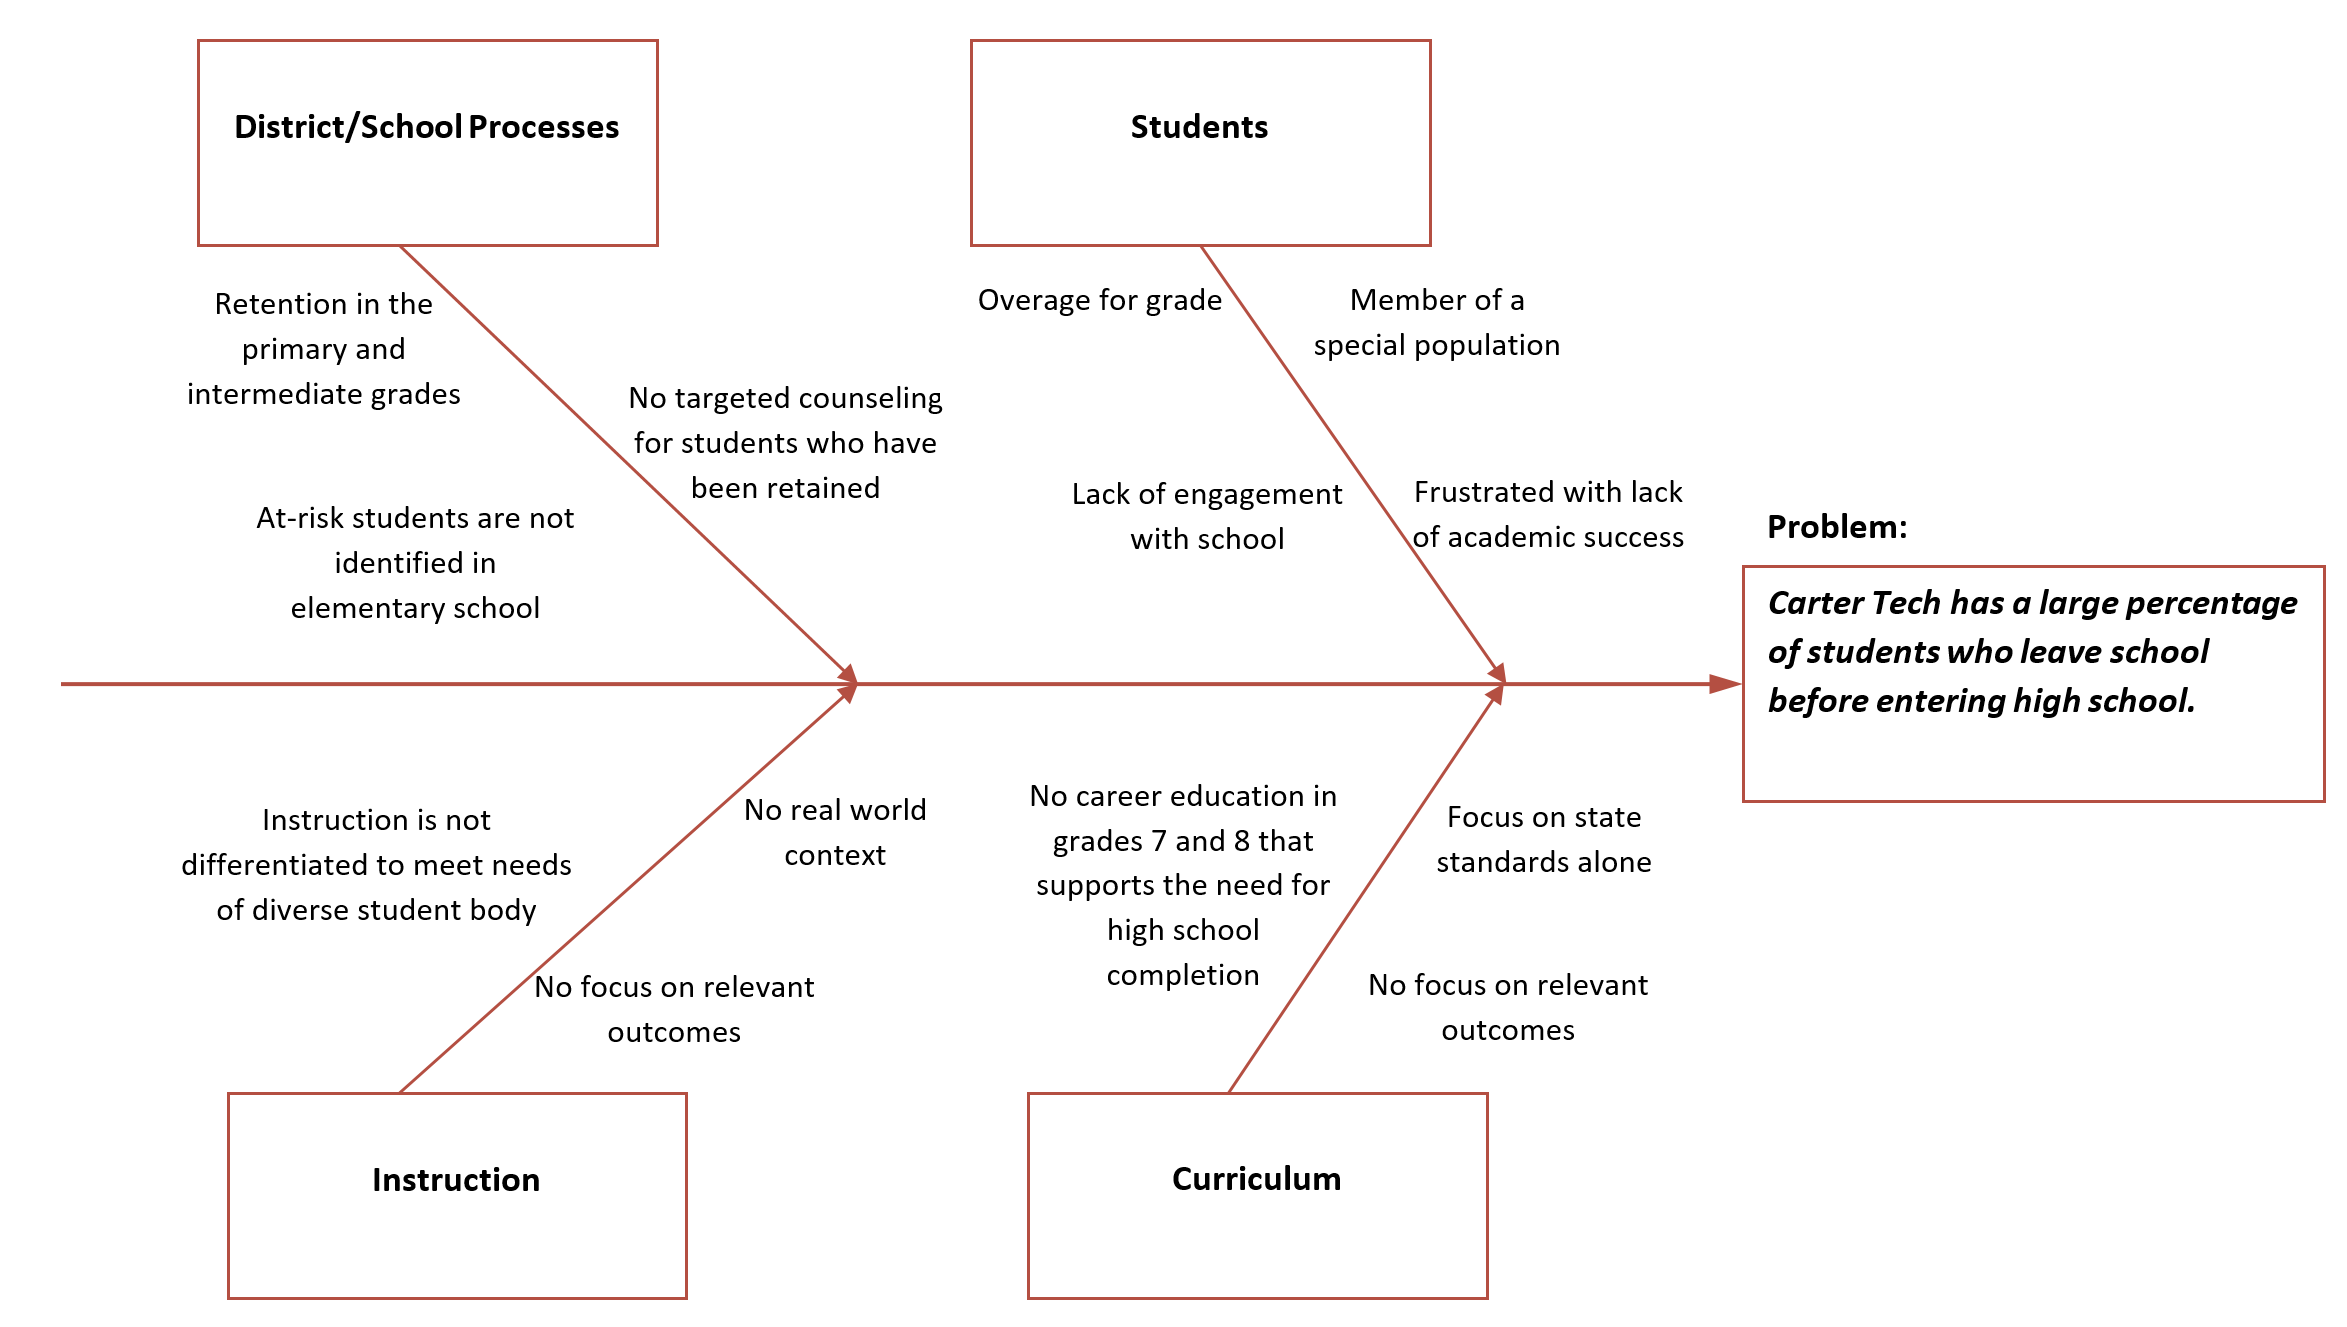 District/School Processes
Students
Retention in the
primary and
intermediate grades
No targeted counseling
for students who have
been retained
At-risk students are not
identified in
elementary school
Overage for grade
Member of a
special population
Lack of engagement
with school
Frustrated with lack
of academic success
Problem:
Carter Tech has a large percentage
of students who leave school
before entering high school.
Instruction is not
differentiated to meet needs
of diverse student body
No real world
context
No focus on relevant
outcomes
No career education in
grades 7 and 8 that
supports the need for
high school
completion
Focus on state
standards alone
No focus on relevant
outcomes
Instruction
Curriculum